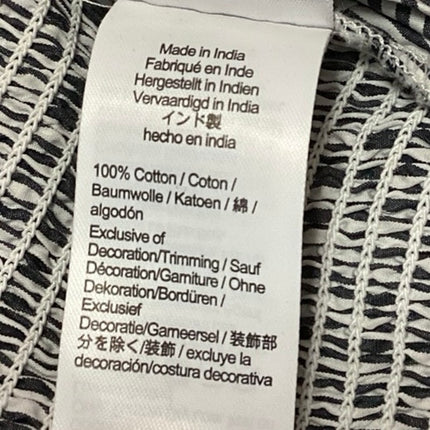 Made in India
Fabriqué en Inde
Hergestellt in Indien
Vervaardigd in India
インド製
hecho en india
100% Cotton / Coton /
Baumwolle / Katoen / 綿 /
algodón
Exclusive of
Decoration/Trimming / Sauf
Décoration/Garniture / Ohne
Dekoration/Bordüren /
Exclusief
Decoratie/Garneersel / 装飾部
分を除く/装飾 / excluye la
decoración/costura decorativa